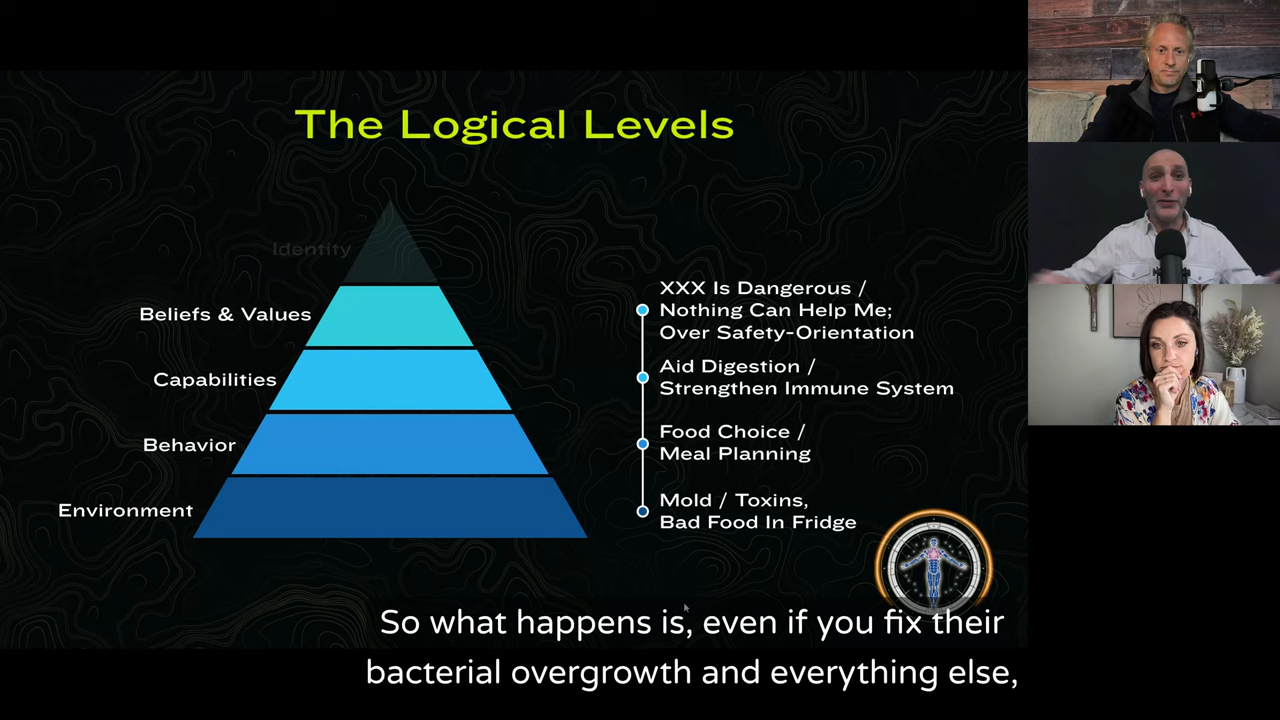 The Logical Levels
Identity
Beliefs & Values
Capabilities
Behavior
Environment
XXX Is Dangerous /
Nothing Can Help Me;
Over Safety-Orientation
Aid Digestion /
Strengthen Immune System
Food Choice /
Meal Planning
Mold / Toxins,
Bad Food In Fridge
So what happens is, even if you fix their
bacterial overgrowth and everything else,